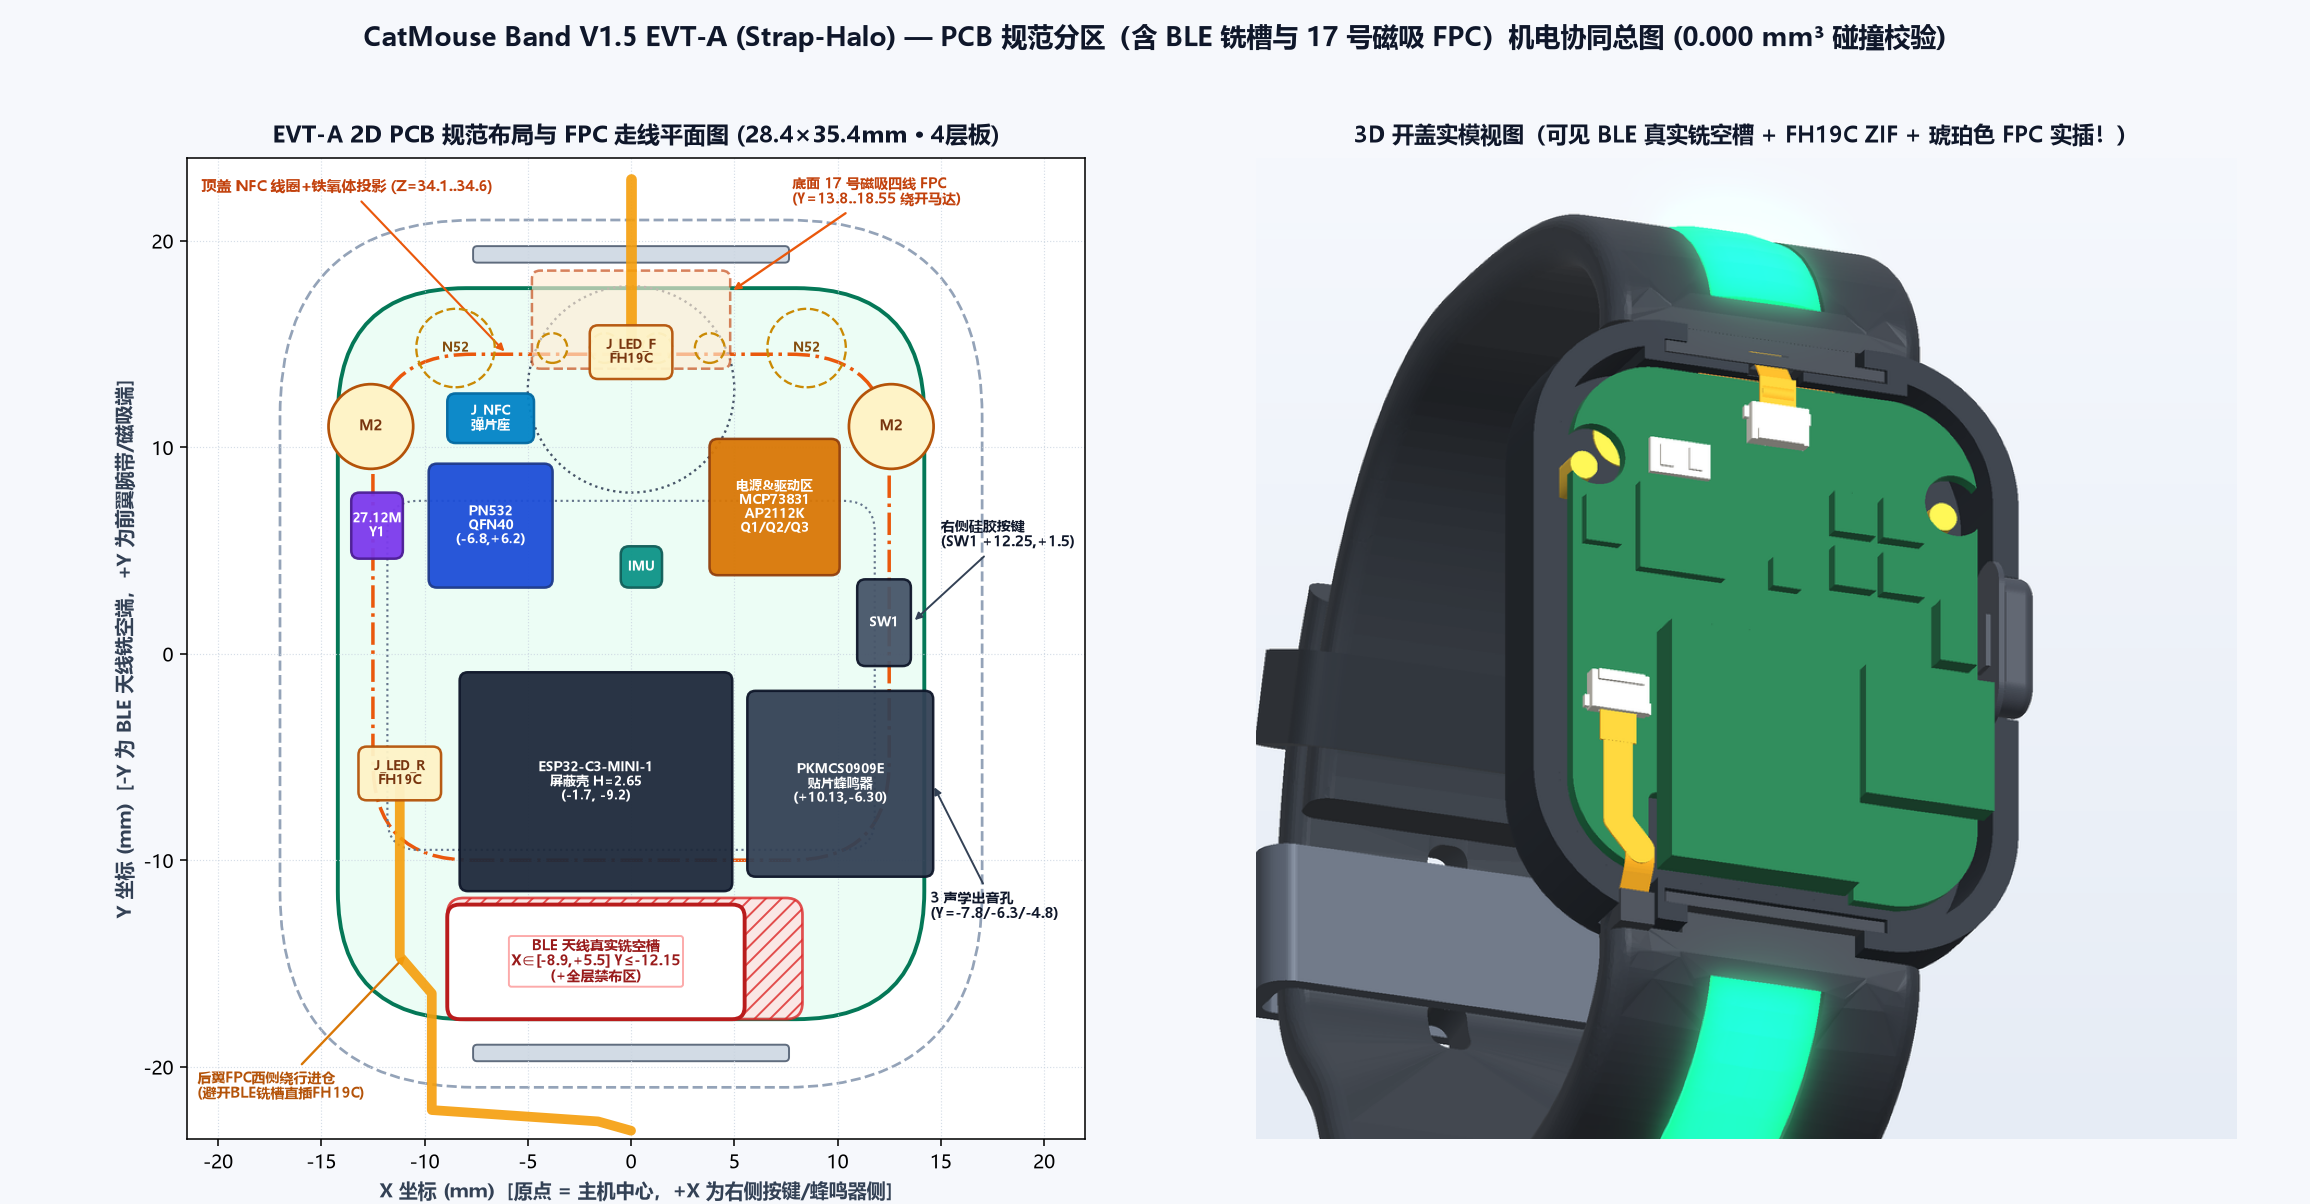 CatMouse Band V1.5 EVT-A (Strap-Halo) — PCB 规范分区（含 BLE 铣槽与 17 号磁吸 FPC）机电协同总图 (0.000 mm³ 碰撞校验)
EVT-A 2D PCB 规范布局与 FPC 走线平面图 (28.4×35.4mm • 4层板)
顶盖 NFC 线圈+铁氧体投影 (Z=34.1..34.6)
底面 17 号磁吸四线 FPC
(Y=13.8..18.55 绕开马达)
N52
J_LED_F
FH19C
N52
M2
J_NFC
弹片座
M2
27.12M
Y1
PN532
QFN40
(-6.8,+6.2)
IMU
电源&驱动区
MCP73831
AP2112K
Q1/Q2/Q3
右侧硅胶按键
(SW1 +12.25,+1.5)
SW1
J_LED_R
FH19C
ESP32-C3-MINI-1
屏蔽壳 H=2.65
(-1.7, -9.2)
PKMCS0909E
贴片蜂鸣器
(+10.13,-6.30)
3 声学出音孔
(Y=-7.8/-6.3/-4.8)
BLE 天线真实铣空槽
X∈[-8.9,+5.5] Y≤-12.15
(+全层禁布区)
后翼FPC西侧绕行进仓
(避开BLE铣槽直插FH19C)
20
10
0
-10
-20
-20
-15
-10
-5
0
5
10
15
20
Y 坐标 (mm)  [-Y 为 BLE 天线铣空端， +Y 为前翼腕带/磁吸端]
X 坐标 (mm)  [原点 = 主机中心， +X 为右侧按键/蜂鸣器侧]
3D 开盖实模视图（可见 BLE 真实铣空槽 + FH19C ZIF + 琥珀色 FPC 实插！）